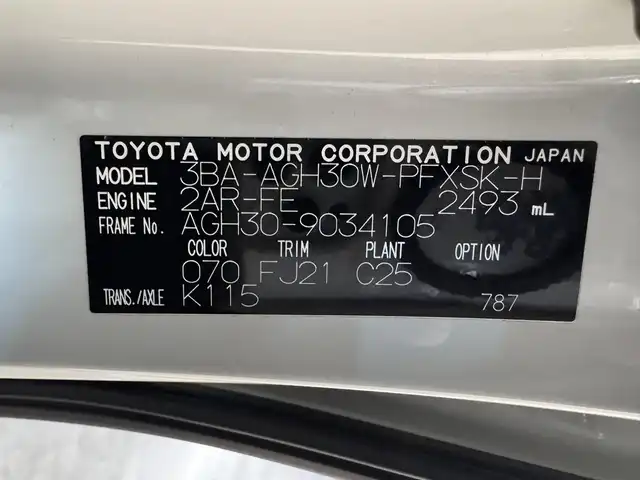 TOYOTA MOTOR CORPORATION JAPAN
MODEL 3BA-AGH30W-PFXSK-H
ENGINE 2AR-FE 2493 mL
FRAME No. AGH30-9034105
COLOR TRIM PLANT OPTION
070 FJ21 C25
TRANS./AXLE K115 787